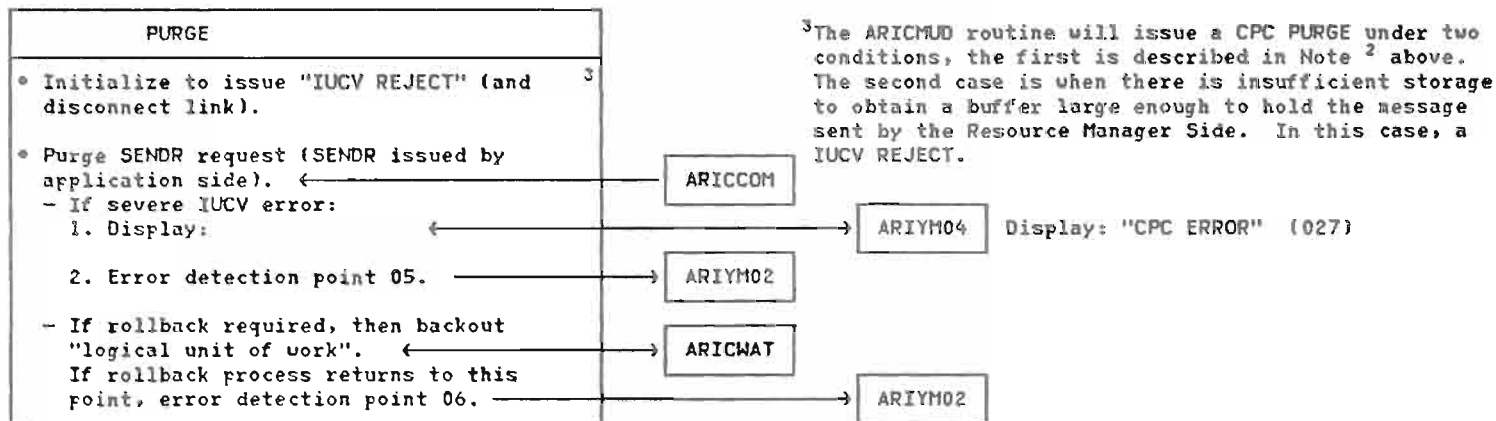 PURGE
° Initialize to issue "IUCV REJECT" (and 3
disconnect link).
° Purge SENDR request (SENDR issued by
application side).
ARICCOM
- If severe IUCV error:
1. Display:
ARIYM04 Display: "CPC ERROR" (027)
2. Error detection point 05.
ARIYM02
- If rollback required, then backout
"logical unit of work".
ARICWAT
If rollback process returns to this
point, error detection point 06.
ARIYM02
3The ARICMUD routine will issue a CPC PURGE under two
conditions, the first is described in Note 2 above.
The second case is when there is insufficient storage
to obtain a buffer large enough to hold the message
sent by the Resource Manager Side. In this case, a
IUCV REJECT.